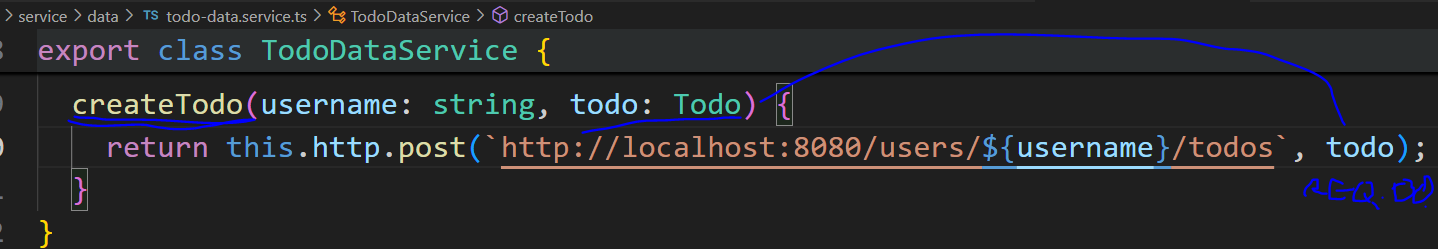 service > data > TS todo-data.service.ts > TodoDataService > createTodo
export class TodoDataService {
createTodo(username: string, todo: Todo) {
return this.http.post(`http://localhost:8080/users/${username}/todos`, todo);
}
REQ.
}